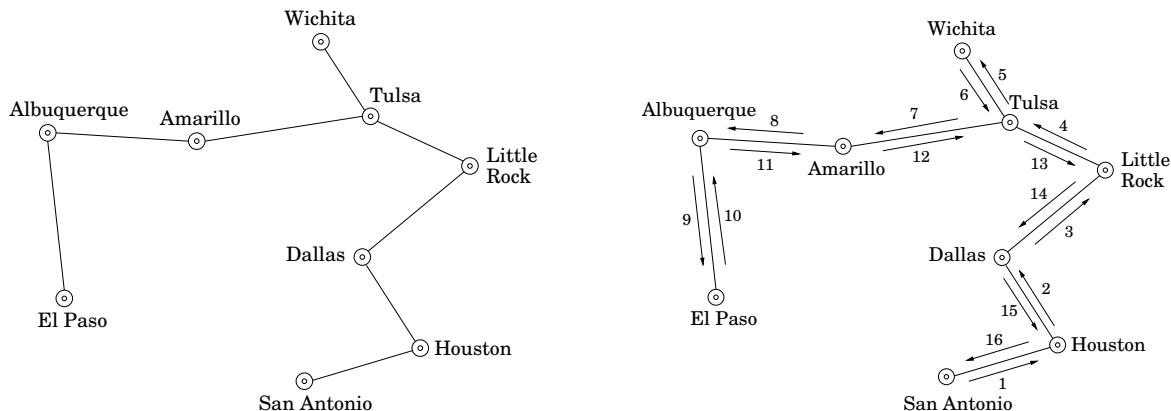 Wichita
Albuquerque
Amarillo
Tulsa
Little
Rock
Dallas
El Paso
Houston
San Antonio
Wichita
5
6
Tulsa
Albuquerque
8
7
4
11
Amarillo
12
13
Little
Rock
14
9
10
3
Dallas
2
El Paso
15
16
Houston
1
San Antonio